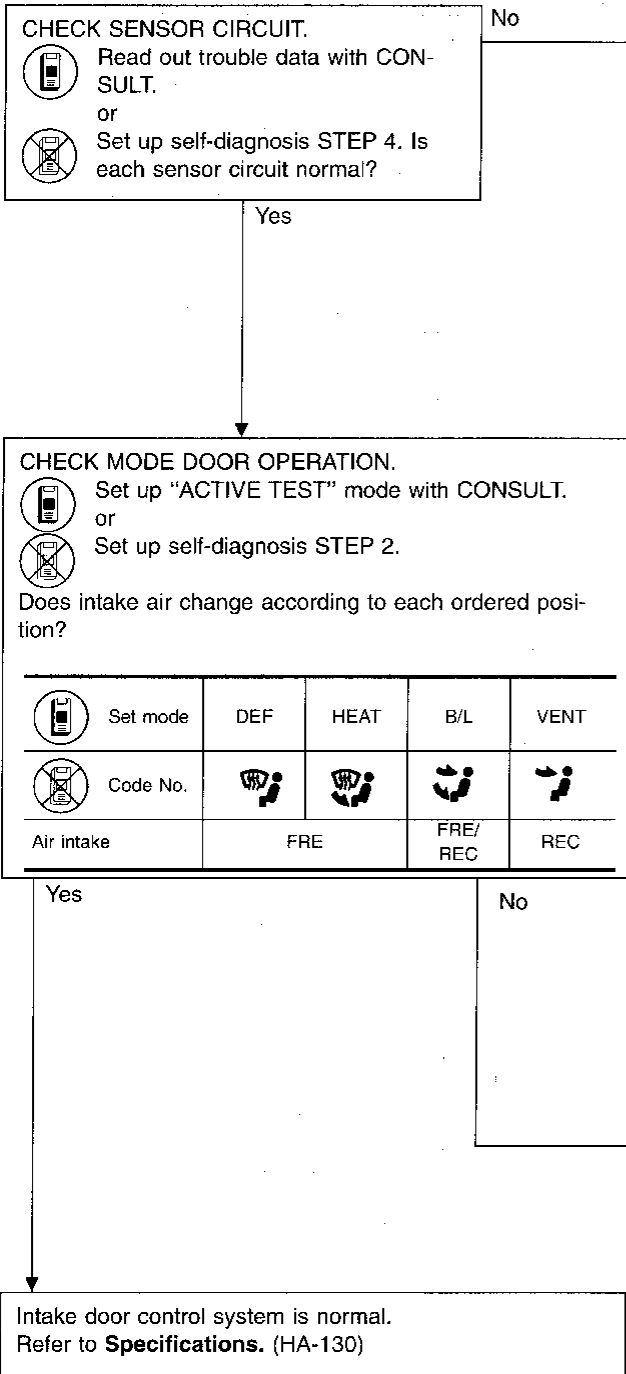 CHECK SENSOR CIRCUIT.
No
Read out trouble data with CON-
SULT.
or
Set up self-diagnosis STEP 4. Is
each sensor circuit normal?
Yes
CHECK MODE DOOR OPERATION.
Set up “ACTIVE TEST” mode with CONSULT.
or
Set up self-diagnosis STEP 2.
Does intake air change according to each ordered posi-
tion?
Set mode DEF HEAT B/L VENT
Code No.
Air intake FRE FRE/ REC
REC
Yes
No
Intake door control system is normal.
Refer to Specifications. (HA-130)